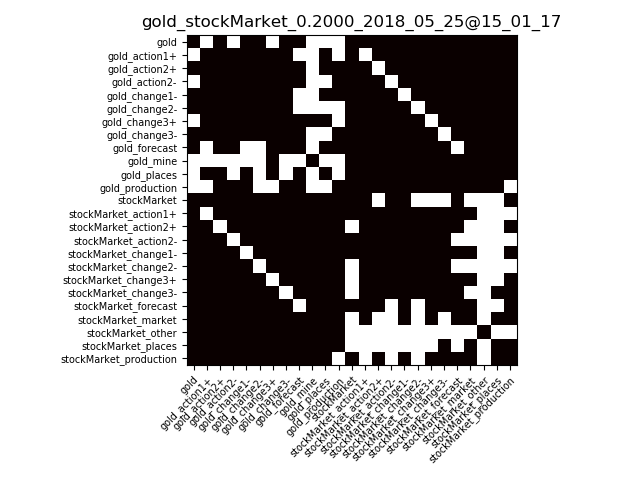 gold_stockMarket_0.2000_2018_05_25@15_01_17
gold
gold_action1+
gold_action2+
gold_action2-
gold_change1-
gold_change2-
gold_change3+
gold_change3-
gold_forecast
gold_mine
gold_places
gold_production
stockMarket
stockMarket_action1+
stockMarket_action2+
stockMarket_action2-
stockMarket_change1-
stockMarket_change2-
stockMarket_change3+
stockMarket_change3-
stockMarket_forecast
stockMarket_market
stockMarket_other
stockMarket_places
stockMarket_production
gold
gold_action1+
gold_action2+
gold_action2-
gold_change1-
gold_change2-
gold_change3+
gold_change3-
gold_forecast
gold_mine
gold_places
gold_production
stockMarket
stockMarket_action1+
stockMarket_action2+
stockMarket_action2-
stockMarket_change1-
stockMarket_change2-
stockMarket_change3+
stockMarket_change3-
stockMarket_forecast
stockMarket_market
stockMarket_other
stockMarket_places
stockMarket_production